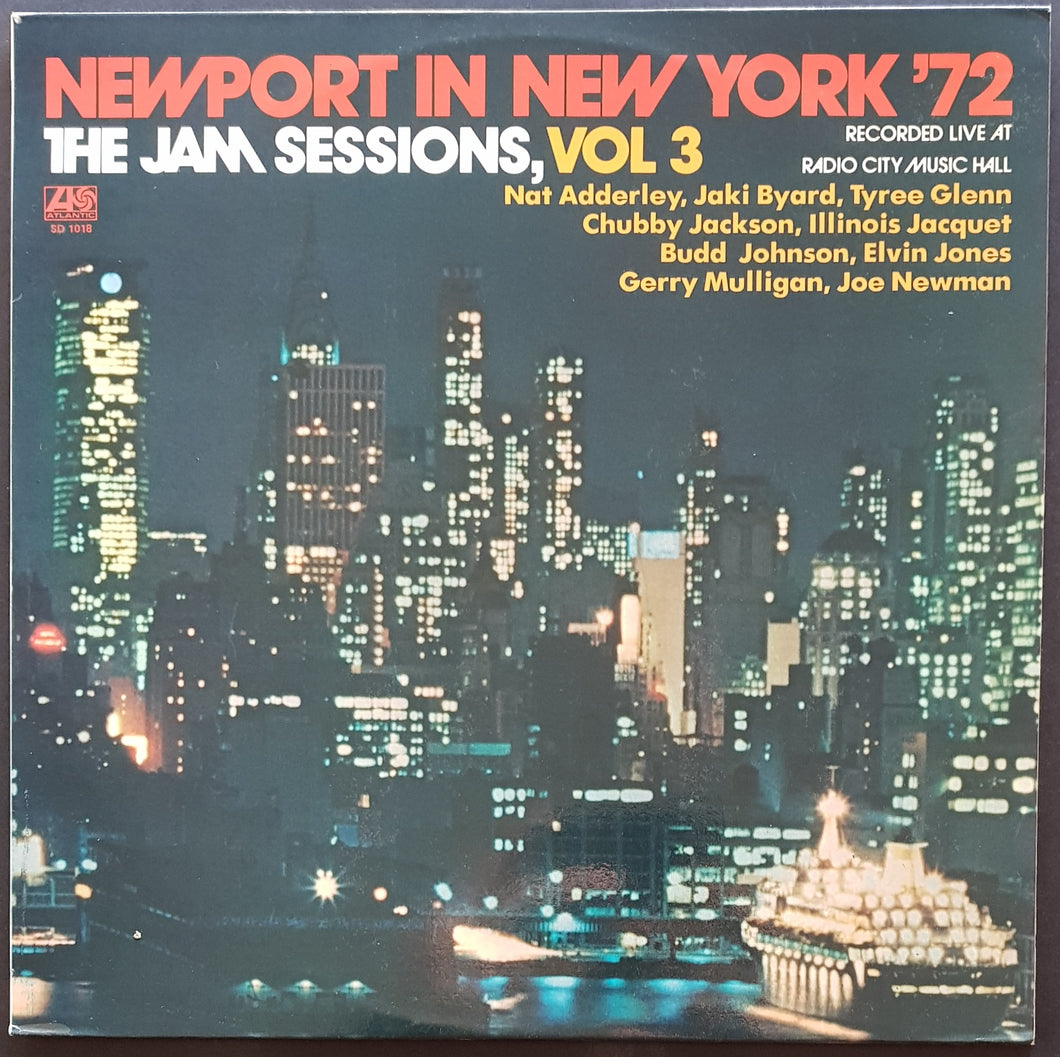 NEWPORT IN NEW YORK '72
THE JAM SESSIONS, VOL 3
RECORDED LIVE AT
RADIO CITY MUSIC HALL
ATLANTIC
SD 1018
Nat Adderley, Jaki Byard, Tyree Glenn
Chubby Jackson, Illinois Jacquet
Budd Johnson, Elvin Jones
Gerry Mulligan, Joe Newman